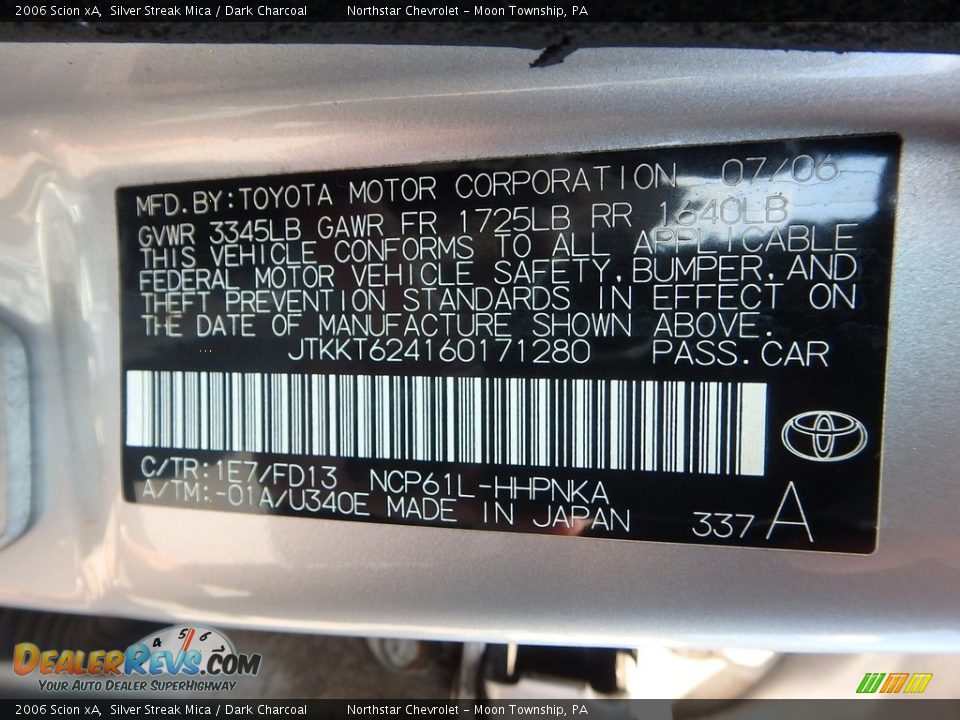 2006 Scion xA, Silver Streak Mica / Dark Charcoal Northstar Chevrolet - Moon Township, PA
MFD.BY:TOYOTA MOTOR CORPORATION 07/06
GVWR 3345LB GAWR FR 1725LB RR 1640LB
THIS VEHICLE CONFORMS TO ALL APPLICABLE
FEDERAL MOTOR VEHICLE SAFETY,BUMPER,AND
THEFT PREVENTION STANDARDS IN EFFECT ON
THE DATE OF MANUFACTURE SHOWN ABOVE.
JTKKT624160171280 PASS.CAR
C/TR:1E7/FD13 NCP61L-HHPNKA
A/TM:-01A/U340E MADE IN JAPAN 337 A
4 5 6
DEALERREVS.COM
YOUR AUTO DEALER SUPERHIGHWAY
2006 Scion xA, Silver Streak Mica / Dark Charcoal Northstar Chevrolet - Moon Township, PA